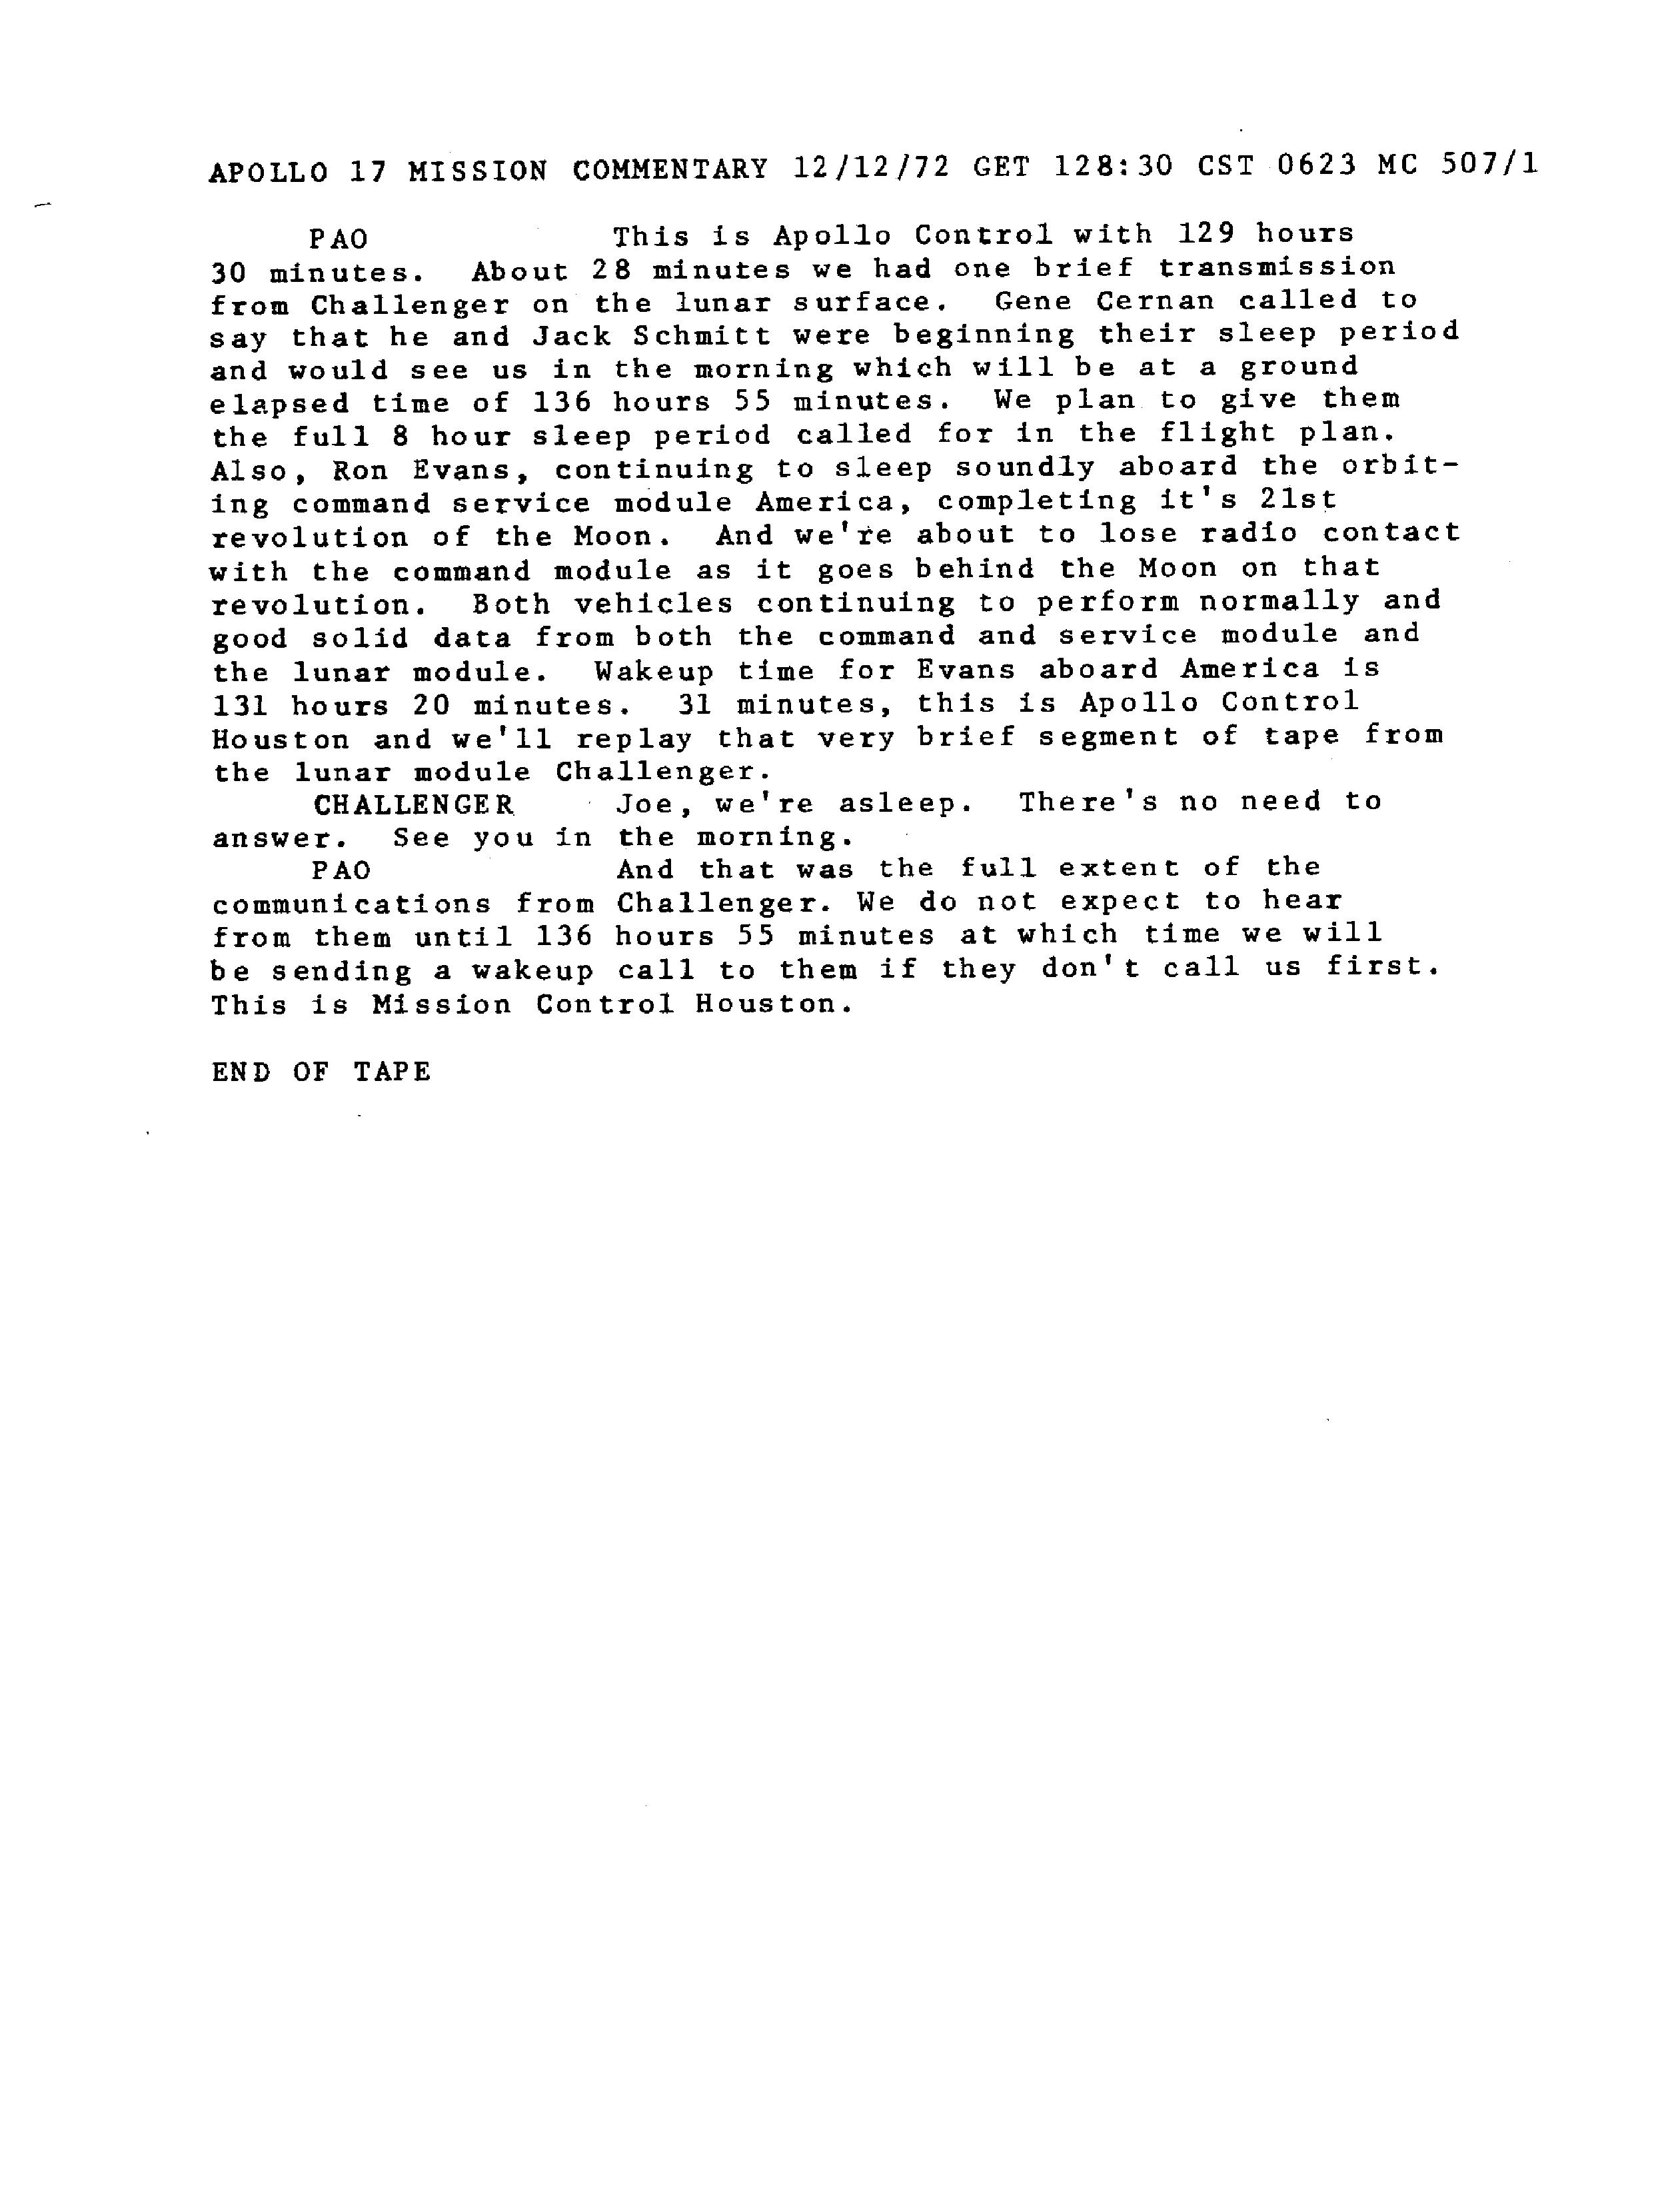 APOLLO 17 MISSION COMMENTARY 12/12/72 GET 128:30 CST 0623 MC 507/1
PAO This is Apollo Control with 129 hours
30 minutes. About 28 minutes we had one brief transmission
from Challenger on the lunar surface. Gene Cernan called to
say that he and Jack Schmitt were beginning their sleep period
and would see us in the morning which will be at a ground
elapsed time of 136 hours 55 minutes. We plan to give them
the full 8 hour sleep period called for in the flight plan.
Also, Ron Evans, continuing to sleep soundly aboard the orbit-
ing command service module America, completing it's 21st
revolution of the Moon. And we're about to lose radio contact
with the command module as it goes behind the Moon on that
revolution. Both vehicles continuing to perform normally and
good solid data from both the command and service module and
the lunar module. Wakeup time for Evans aboard America is
131 hours 20 minutes. 31 minutes, this is Apollo Control
Houston and we'll replay that very brief segment of tape from
the lunar module Challenger.
CHALLENGER Joe, we're asleep. There's no need to
answer. See you in the morning.
PAO And that was the full extent of the
communications from Challenger. We do not expect to hear
from them until 136 hours 55 minutes at which time we will
be sending a wakeup call to them if they don't call us first.
This is Mission Control Houston.
END OF TAPE